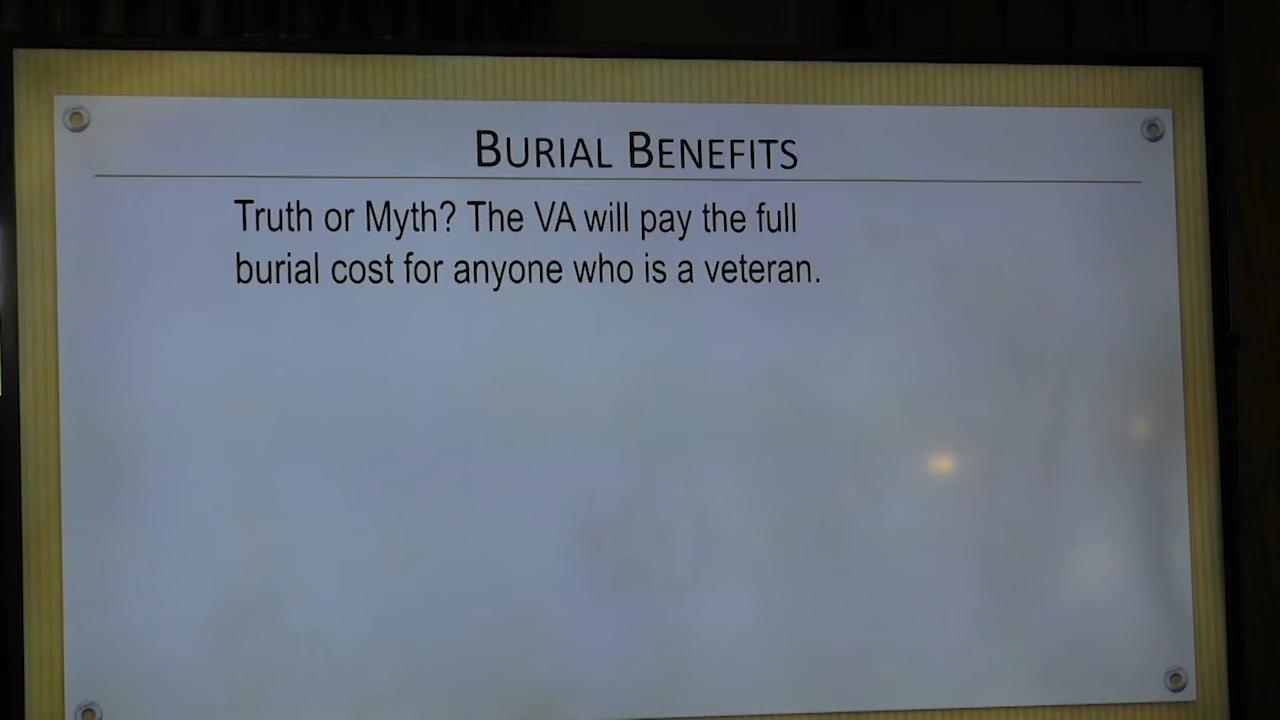 BURIAL BENEFITS
Truth or Myth? The VA will pay the full
burial cost for anyone who is a veteran.